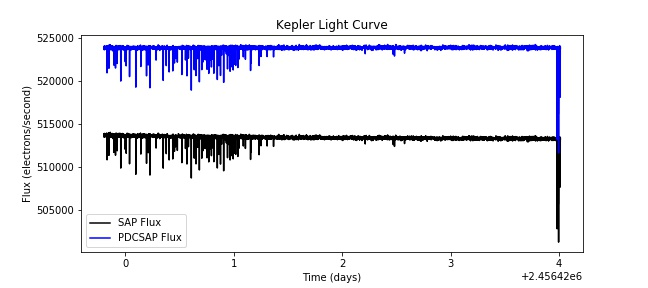 Kepler Light Curve
Flux (electrons/second)
525000
520000
515000
510000
505000
SAP Flux
PDCSAP Flux
0 1 2 3 4
Time (days)
+2.45642e6